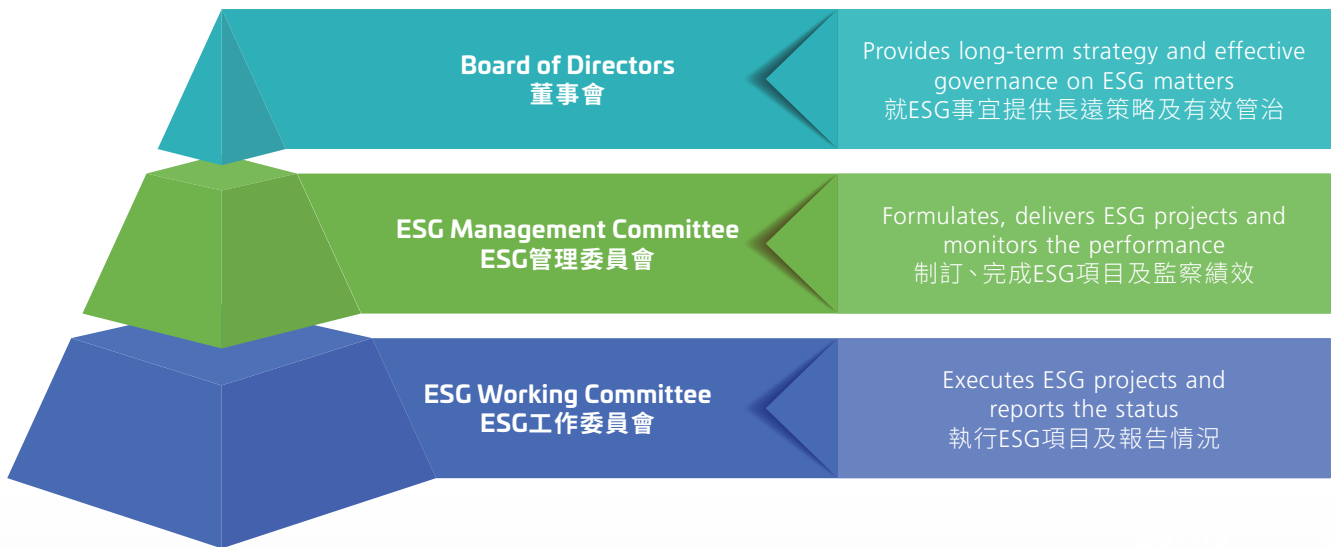 Board of Directors
董事會
Provides long-term strategy and effective
governance on ESG matters
就ESG事宜提供長遠策略及有效管治
ESG Management Committee
ESG管理委員會
Formulates, delivers ESG projects and
monitors the performance
制訂、完成ESG項目及監察績效
ESG Working Committee
ESG工作委員會
Executes ESG projects and
reports the status
執行ESG項目及報告情況